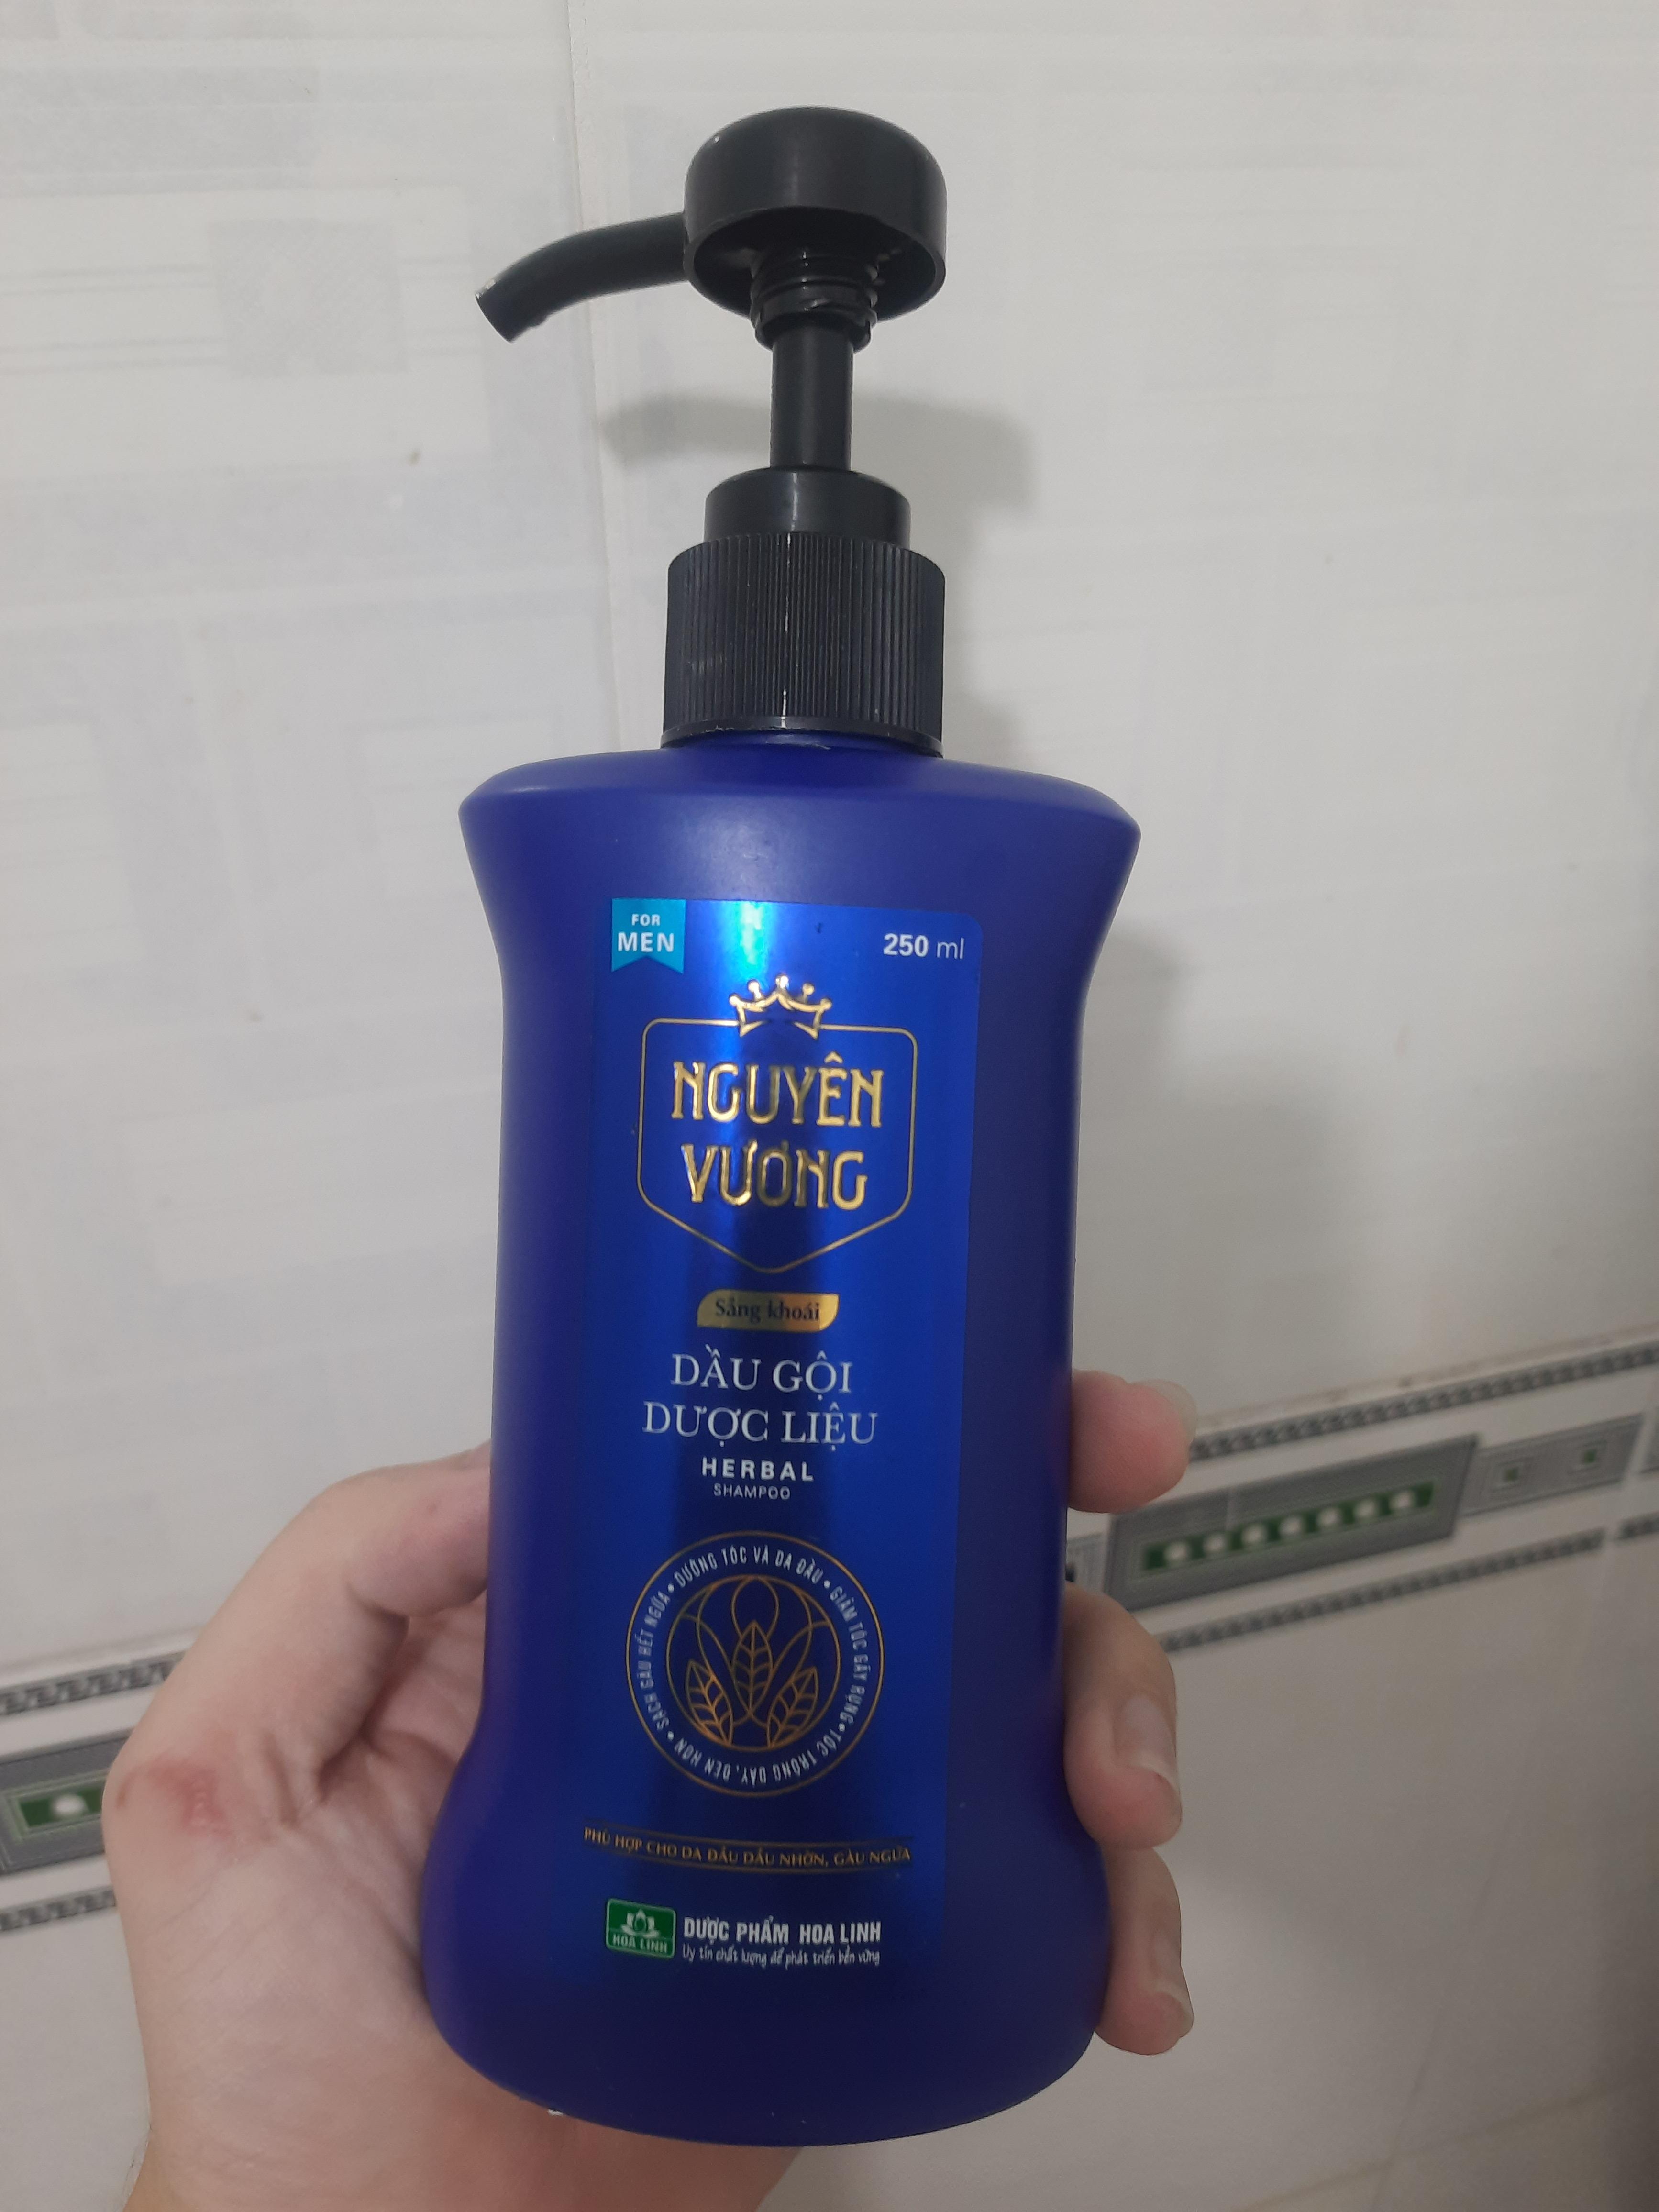 FOR
MEN
250 ml
NGUYÊN
VƯƠNG
Sảng khoái
DẦU GỘI
DƯỢC LIỆU
HERBAL
SHAMPOO
SẠCH GÀU HẾT NGỨA • DƯỠNG TÓC VÀ DA ĐẦU • GIẢM TÓC GÃY RỤNG • TÓC TRÔNG DÀY, ĐEN HƠN •
PHÙ HỢP CHO DA ĐẦU DẦU NHỜN, GÀU NGỨA
HOA LINH
DƯỢC PHẨM HOA LINH
Uy tín chất lượng để phát triển bền vững